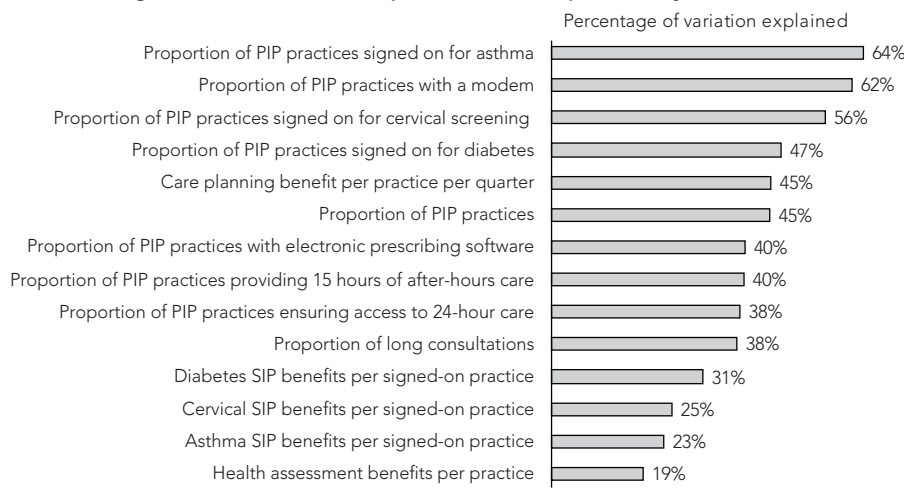 Percentage of variation explained
Proportion of PIP practices signed on for asthma 64%
Proportion of PIP practices with a modem 62%
Proportion of PIP practices signed on for cervical screening 56%
Proportion of PIP practices signed on for diabetes 47%
Care planning benefit per practice per quarter 45%
Proportion of PIP practices 45%
Proportion of PIP practices with electronic prescribing software 40%
Proportion of PIP practices providing 15 hours of after-hours care 40%
Proportion of PIP practices ensuring access to 24-hour care 38%
Proportion of long consultations 38%
Diabetes SIP benefits per signed-on practice 31%
Cervical SIP benefits per signed-on practice 25%
Asthma SIP benefits per signed-on practice 23%
Health assessment benefits per practice 19%